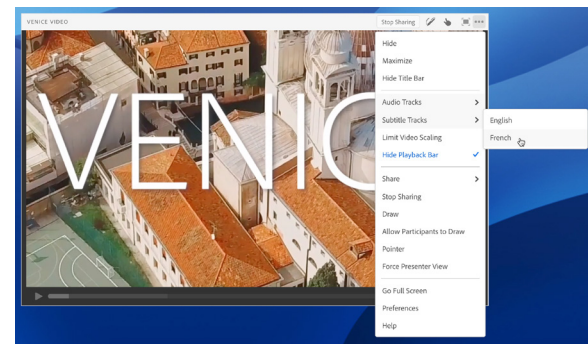 VENICE VIDEO
Stop Sharing
VENIC
Hide
Maximize
Hide Title Bar
Audio Tracks
Subtitle Tracks
English
Limit Video Scaling
French
Hide Playback Bar
Share
Stop Sharing
Draw
Allow Participants to Draw
Pointer
Force Presenter View
Go Full Screen
Preferences
Help